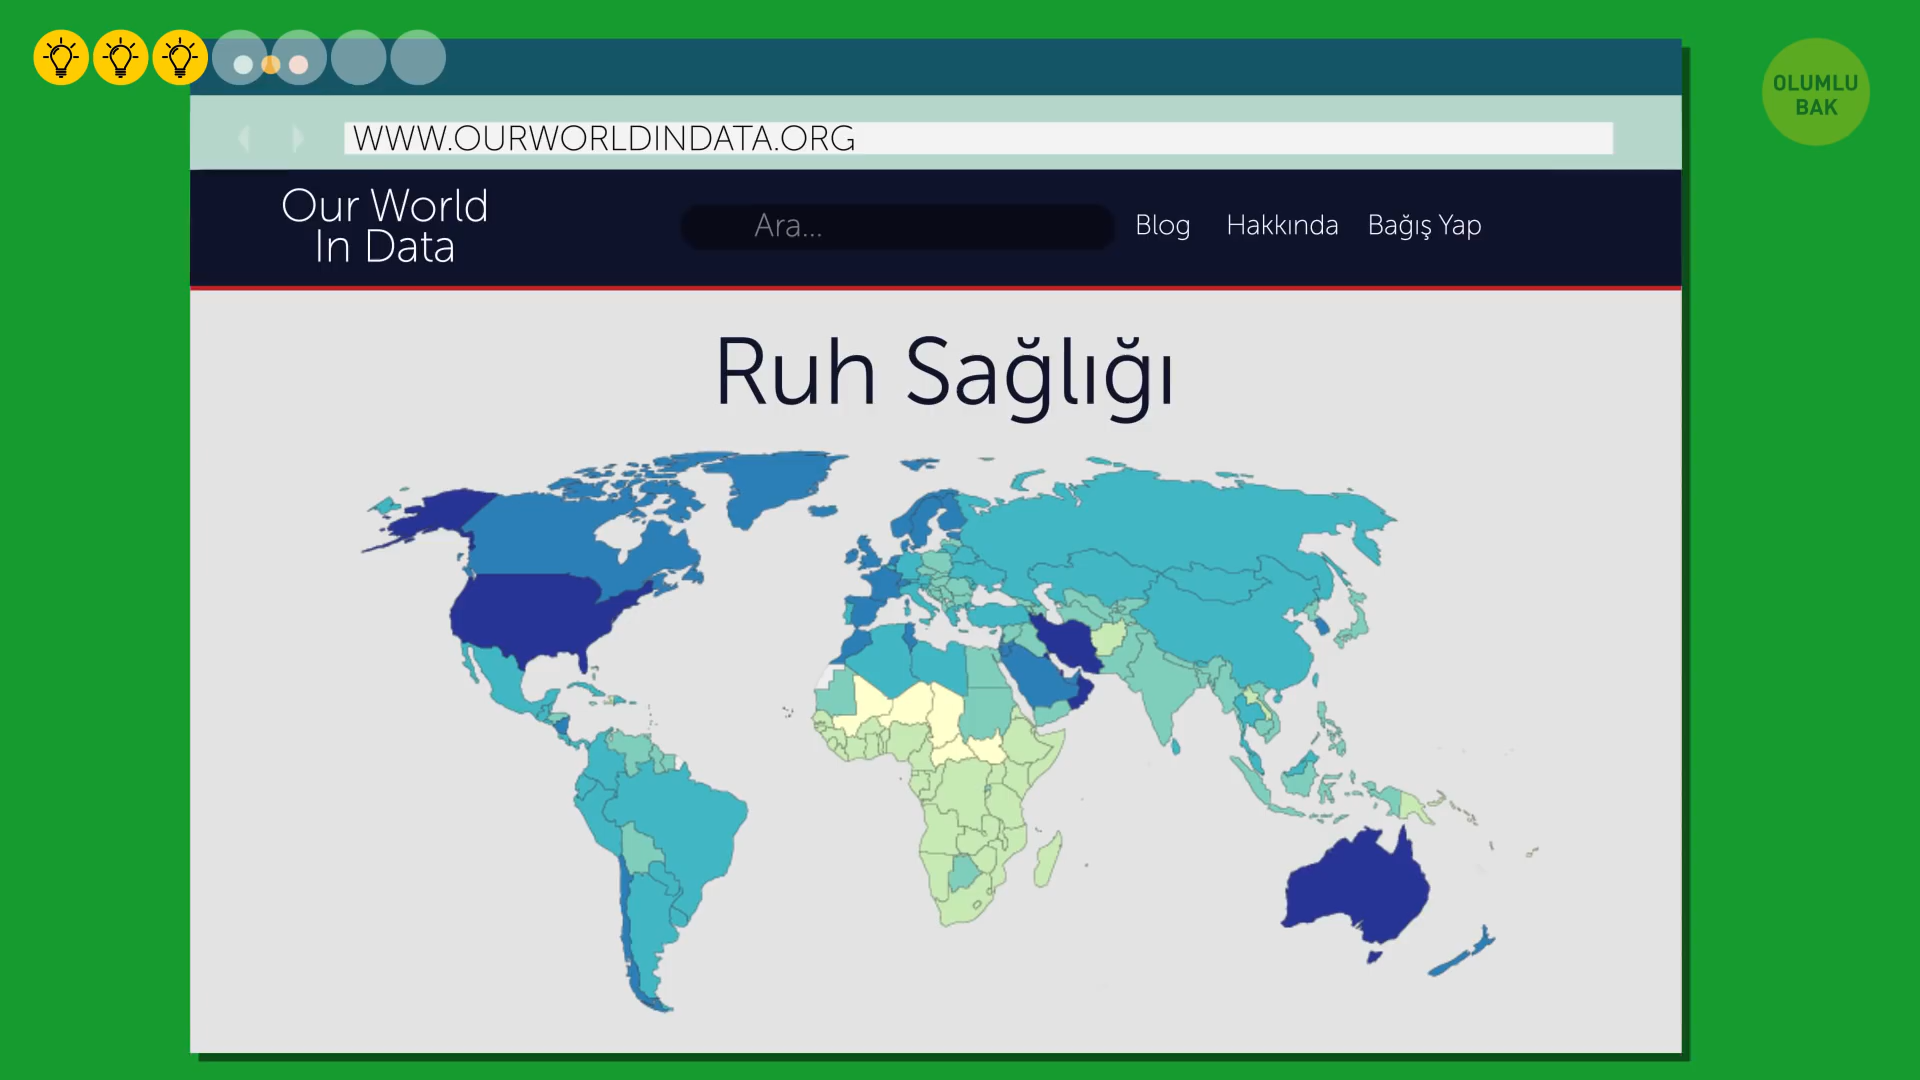 OLUMLU
BAK
WWW.OURWORLDINDATA.ORG
Our World
In Data
Ara...
Blog
Hakkında
Bağış Yap
Ruh Sağlığı